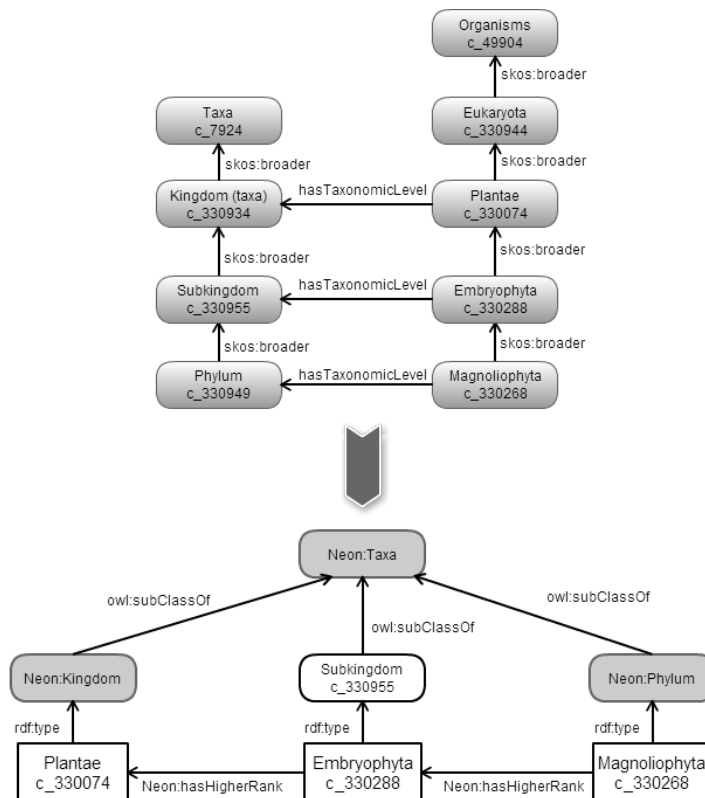 Organisms
c_49904
skos:broader
Taxa
c_7924
Eukaryota
c_330944
skos:broader
skos:broader
Kingdom (taxa)
c_330934
hasTaxonomicLevel
Plantae
c_330074
skos:broader
skos:broader
Subkingdom
c_330955
hasTaxonomicLevel
Embryophyta
c_330288
skos:broader
skos:broader
Phylum
c_330949
hasTaxonomicLevel
Magnoliophyta
c_330268
Neon:Taxa
owl:subClassOf
owl:subClassOf
owl:subClassOf
Neon:Kingdom
Subkingdom
c_330955
Neon:Phylum
rdf:type
rdf:type
rdf:type
Plantae
c_330074
Neon:hasHigherRank
Embryophyta
c_330288
Neon:hasHigherRank
Magnoliophyta
c_330268